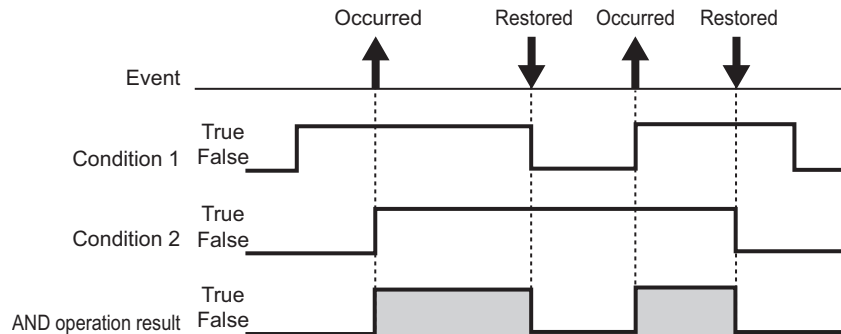 Occurred Restored Occurred Restored
Event
True
False
Condition 1
True
False
Condition 2
True
False
AND operation result